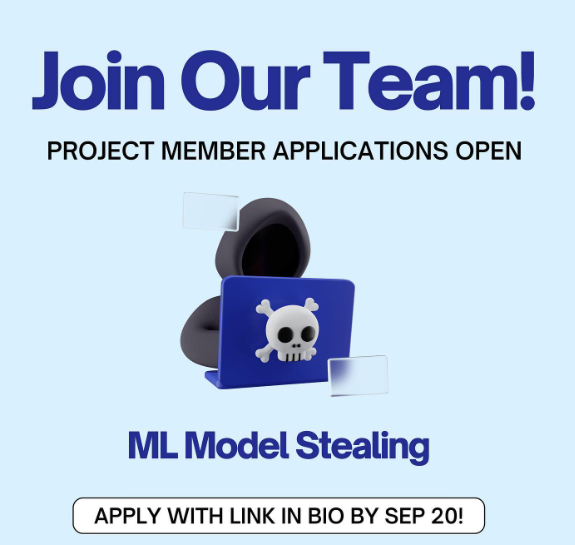 Join Our Team!
PROJECT MEMBER APPLICATIONS OPEN
ML Model Stealing
APPLY WITH LINK IN BIO BY SEP 20!